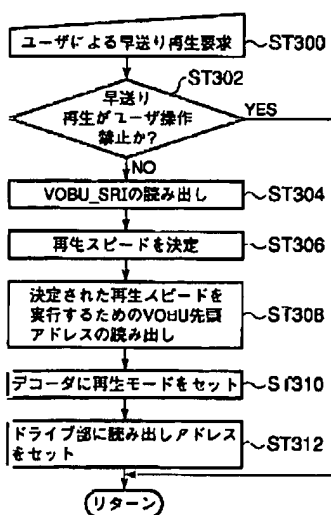 ユーザによる早送り再生要求
ST300
ST302
早送り
再生がユーザ操作
禁止か?
YES
NO
VOBU_SRIの読み出し
ST304
再生スピードを決定
ST306
決定された再生スピードを
実行するためのVOBU先頭
アドレスの読み出し
ST308
デコーダに再生モードをセット
ST310
ドライブ部に読み出しアドレス
をセット
ST312
リターン